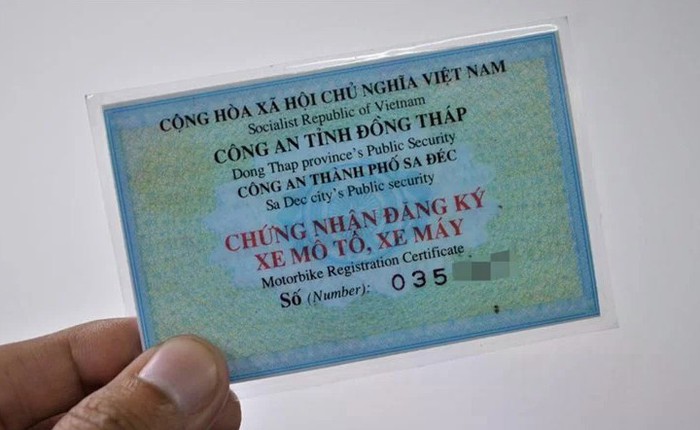 CỘNG HÒA XÃ HỘI CHỦ NGHĨA VIỆT NAM
Socialist Republic of Vietnam
CÔNG AN TỈNH ĐỒNG THÁP
Dong Thap province's Public Security
CÔNG AN THÀNH PHỐ SA ĐÉC
Sa Dec city's Public security
CHỨNG NHẬN ĐĂNG KÝ
XE MÔ TÔ, XE MÁY
Motorbike Registration Certificate
Số (Number): 035